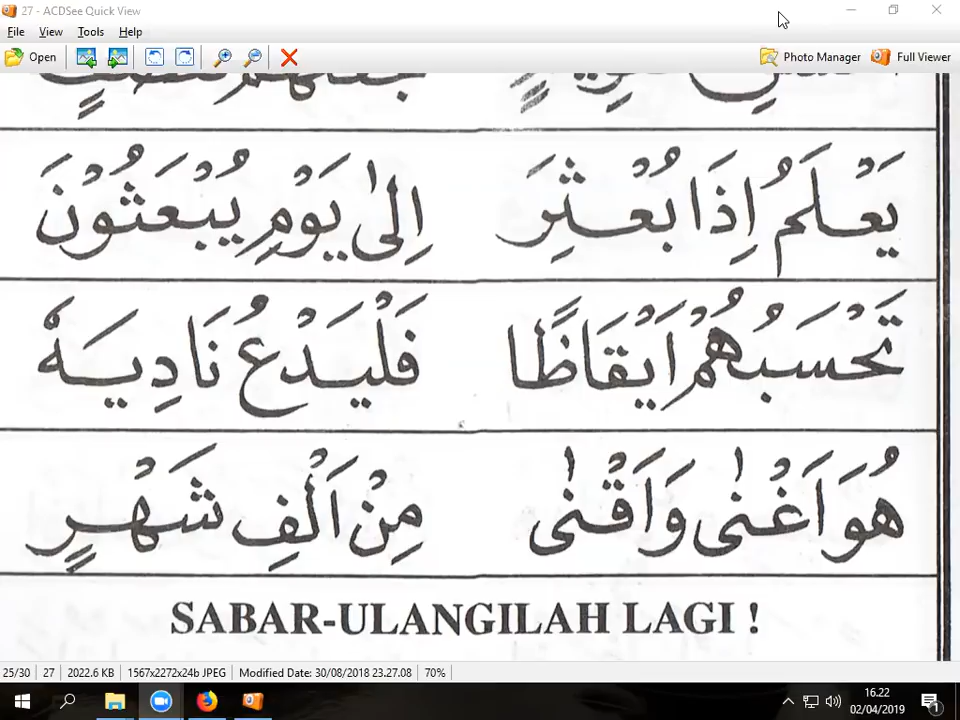 27 - ACDSee Quick View
File View Tools Help
Open Photo Manager Full Viewer
يَعْلَمُ اِذَا بُعْثِرَ اِلٰى يَوْمِ يُبْعَثُوْنَ
تَحْسَبُهُمْ اَيْقَاظًا فَلْيَدْعُ نَادِيَهٗ
هُوَ اَغْنٰى وَاَقْنٰى مِنْ اَلْفِ شَهْرٍ
SABAR-ULANGILAH LAGI !
25/30 27 2022.6 KB 1567x2272x24b JPEG Modified Date: 30/08/2018 23.27.08 70%
16.22
02/04/2019
1